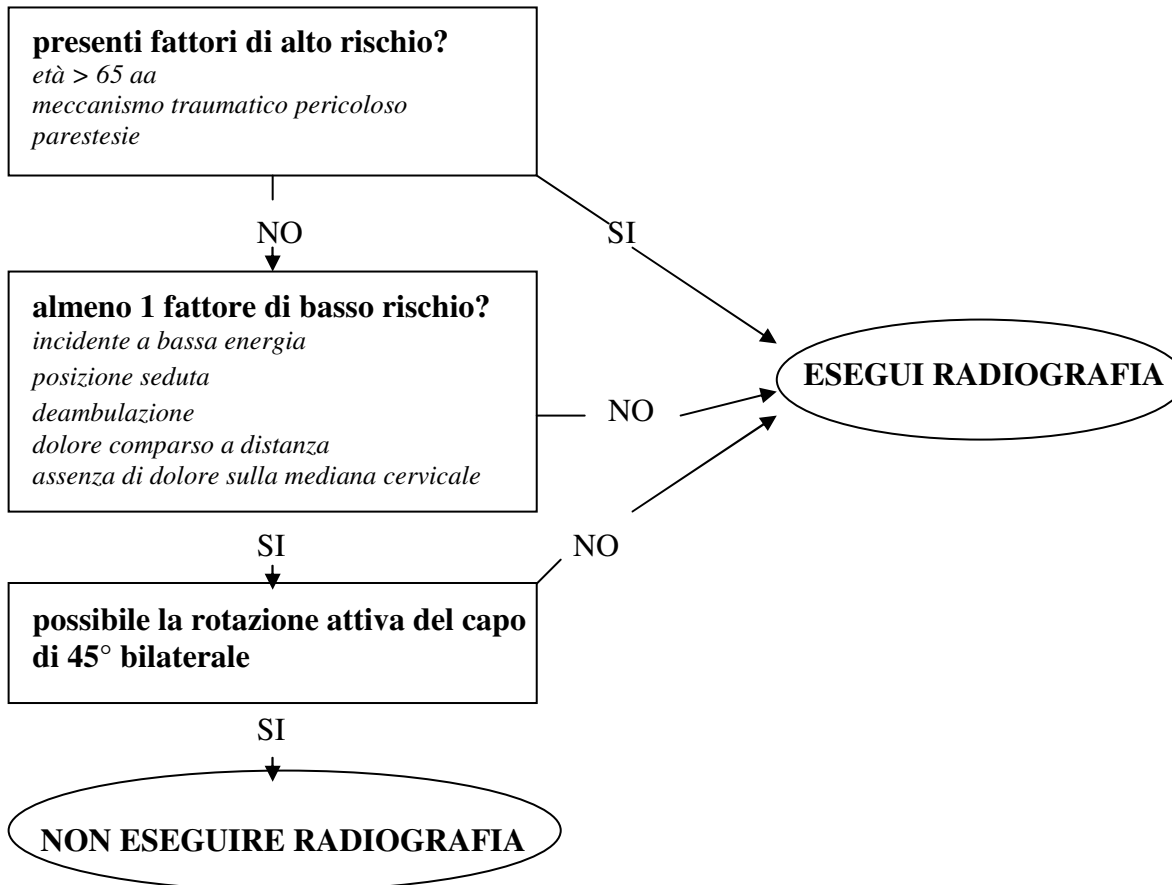 presenti fattori di alto rischio?
età > 65 aa
meccanismo traumatico pericoloso
parestesie
NO
SI
almeno 1 fattore di basso rischio?
incidente a bassa energia
posizione seduta
deambulazione
dolore comparso a distanza
assenza di dolore sulla mediana cervicale
NO
ESEGUI RADIOGRAFIA
SI
NO
possibile la rotazione attiva del capo
di 45° bilaterale
SI
NON ESEGUIRE RADIOGRAFIA